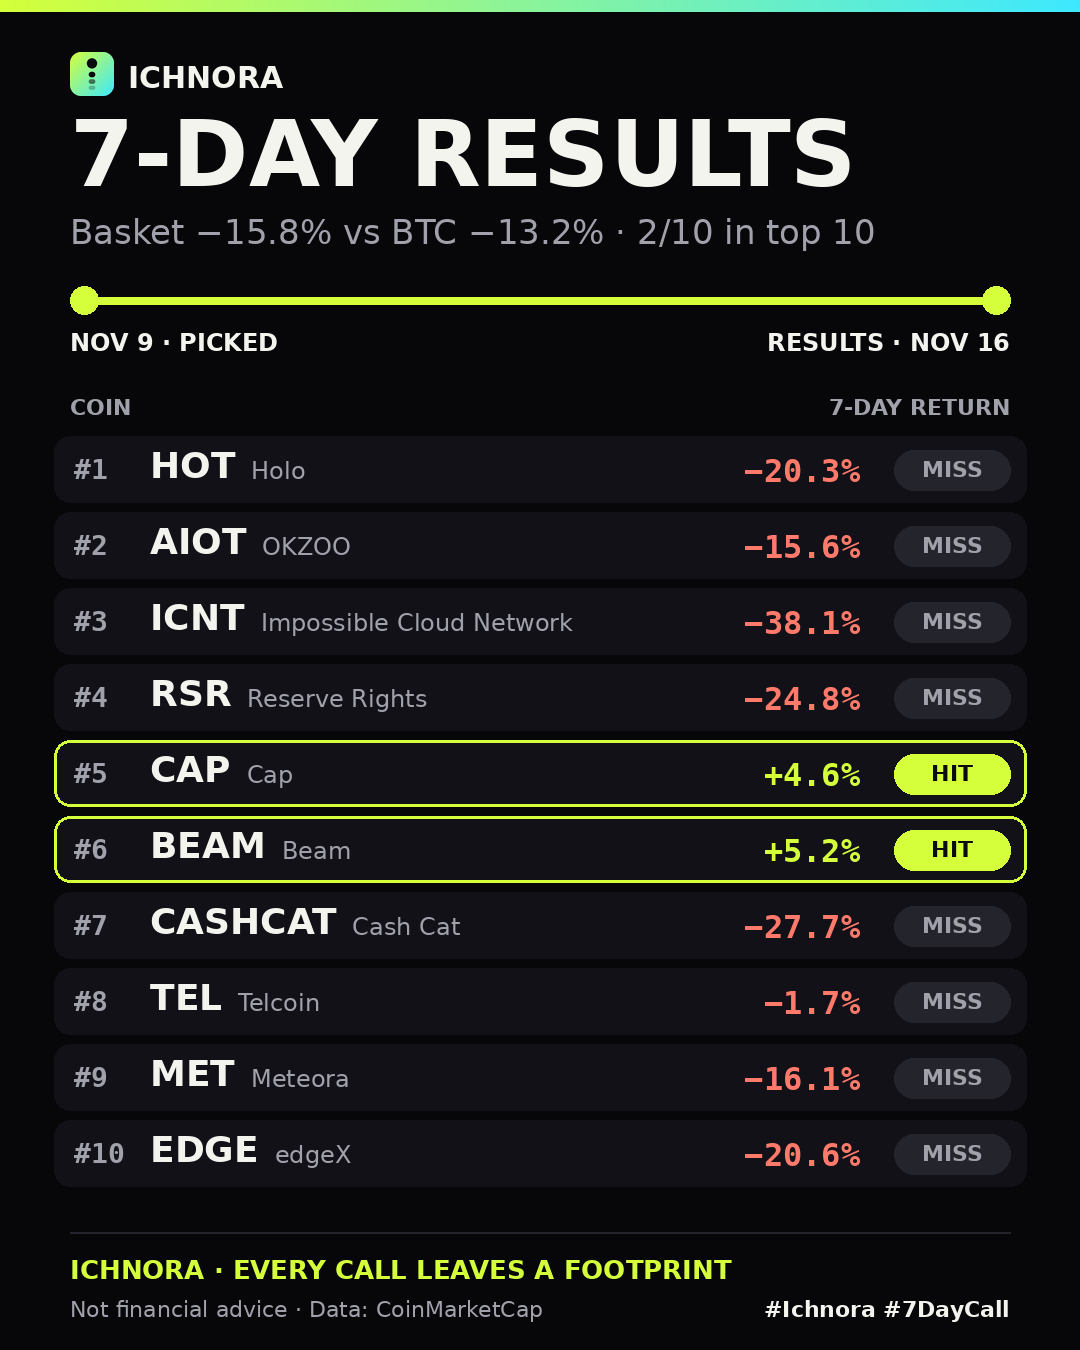 ICHNORA
7-DAY RESULTS
Basket −15.8% vs BTC −13.2% · 2/10 in top 10
NOV 9 · PICKED RESULTS · NOV 16
COIN 7-DAY RETURN
#1 HOT Holo −20.3% MISS
#2 AIOT OKZOO −15.6% MISS
#3 ICNT Impossible Cloud Network −38.1% MISS
#4 RSR Reserve Rights −24.8% MISS
#5 CAP Cap +4.6% HIT
#6 BEAM Beam +5.2% HIT
#7 CASHCAT Cash Cat −27.7% MISS
#8 TEL Telcoin −1.7% MISS
#9 MET Meteora −16.1% MISS
#10 EDGE edgeX −20.6% MISS
ICHNORA · EVERY CALL LEAVES A FOOTPRINT
Not financial advice · Data: CoinMarketCap #Ichnora #7DayCall